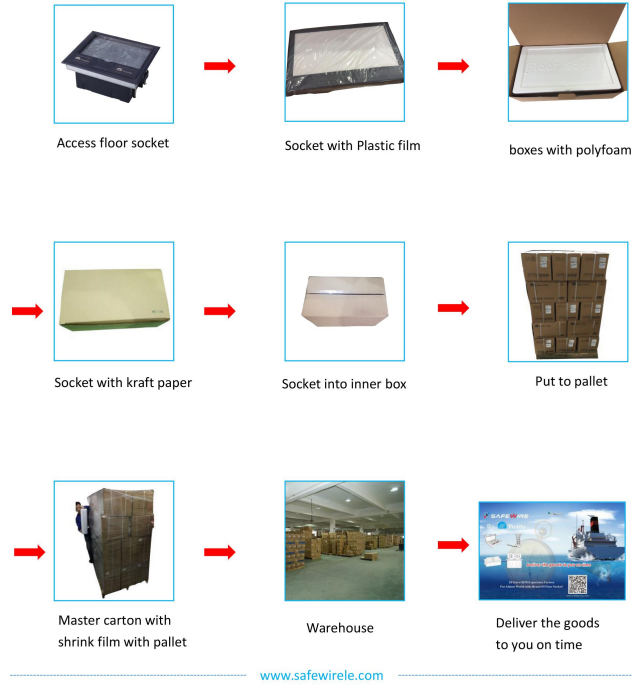 Access floor socket
Socket with Plastic film
boxes with polyfoam
Socket with kraft paper
Socket into inner box
Put to pallet
Master carton with
shrink film with pallet
Warehouse
SAFEWIRE
Deliver the goods
to you on time
www.safewirele.com